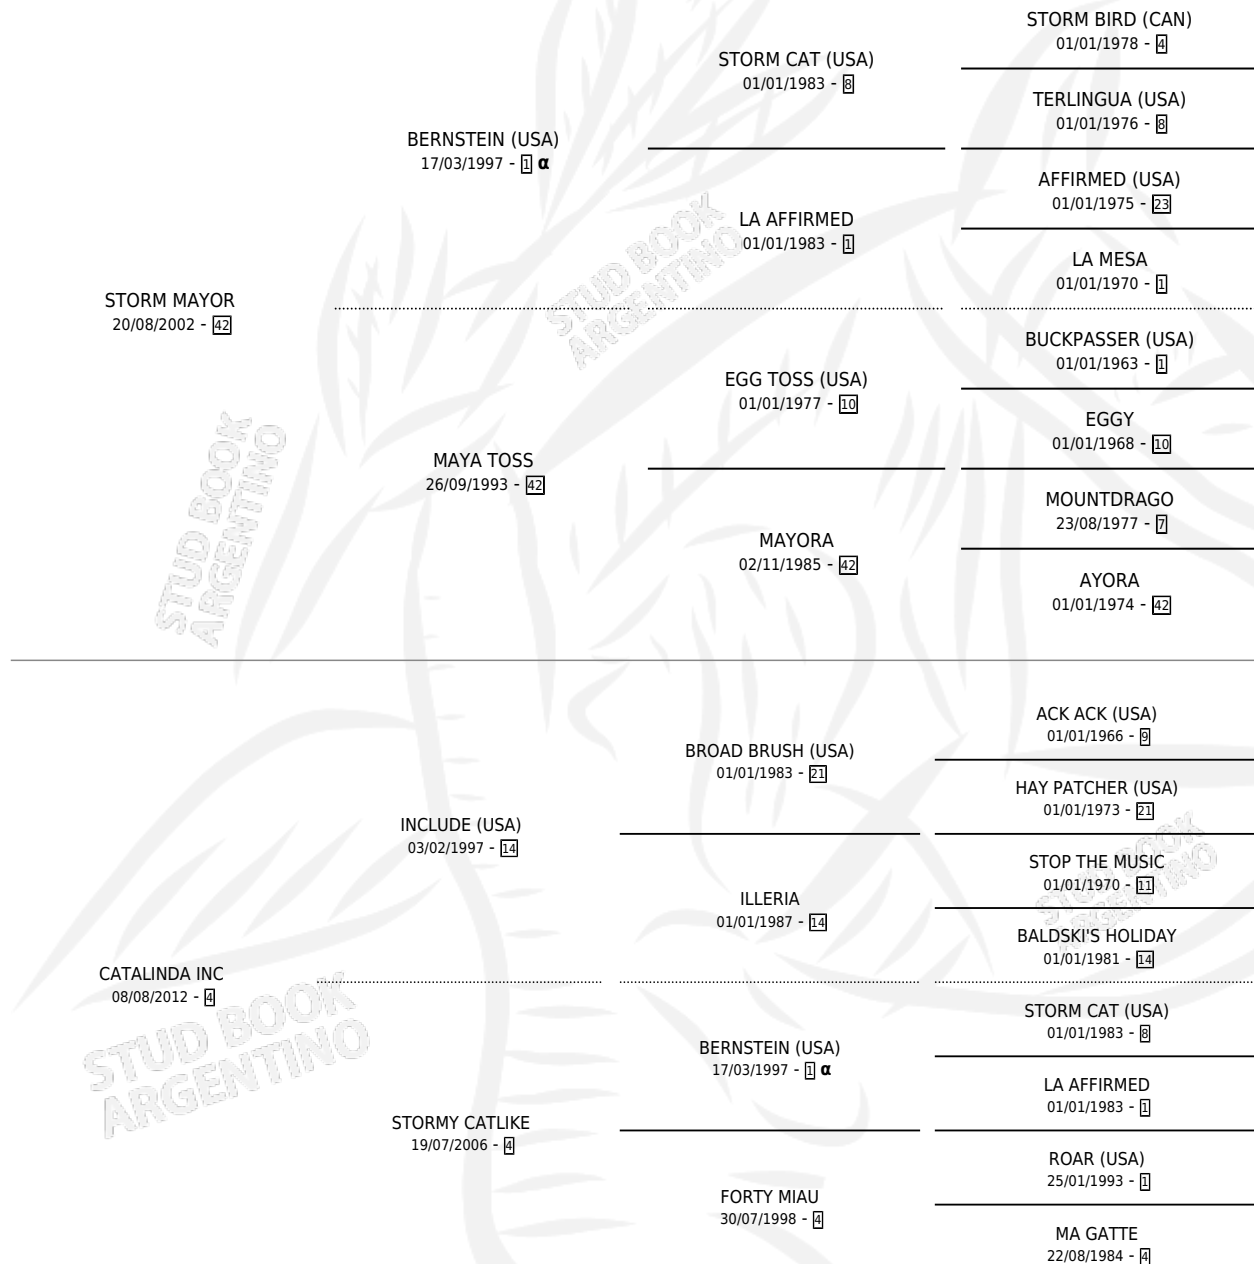 STORM BIRD (CAN)
01/01/1978 - 4
STORM CAT (USA)
01/01/1983 - 8
TERLINGUA (USA)
01/01/1976 - 8
BERNSTEIN (USA)
17/03/1997 - 1 α
AFFIRMED (USA)
01/01/1975 - 23
LA AFFIRMED
01/01/1983 - 1
LA MESA
01/01/1970 - 1
STORM MAYOR
20/08/2002 - 42
BUCKPASSER (USA)
01/01/1963 - 1
EGG TOSS (USA)
01/01/1977 - 10
EGGY
01/01/1968 - 10
MAYA TOSS
26/09/1993 - 42
MOUNTDRAGO
23/08/1977 - 7
MAYORA
02/11/1985 - 42
AYORA
01/01/1974 - 42
ACK ACK (USA)
01/01/1966 - 9
BROAD BRUSH (USA)
01/01/1983 - 21
HAY PATCHER (USA)
01/01/1973 - 21
INCLUDE (USA)
03/02/1997 - 14
STOP THE MUSIC
01/01/1970 - 11
ILLERIA
01/01/1987 - 14
BALDSKI'S HOLIDAY
01/01/1981 - 14
CATALINDA INC
08/08/2012 - 4
STORM CAT (USA)
01/01/1983 - 8
BERNSTEIN (USA)
17/03/1997 - 1 α
LA AFFIRMED
01/01/1983 - 1
STORMY CATLIKE
19/07/2006 - 4
ROAR (USA)
25/01/1993 - 1
FORTY MIAU
30/07/1998 - 4
MA GATTE
22/08/1984 - 4
STUD BOOK
ARGENTINO
STUD BOOK
ARGENTINO
STUD BOOK
ARGENTINO
STUD BOOK
ARGENTINO